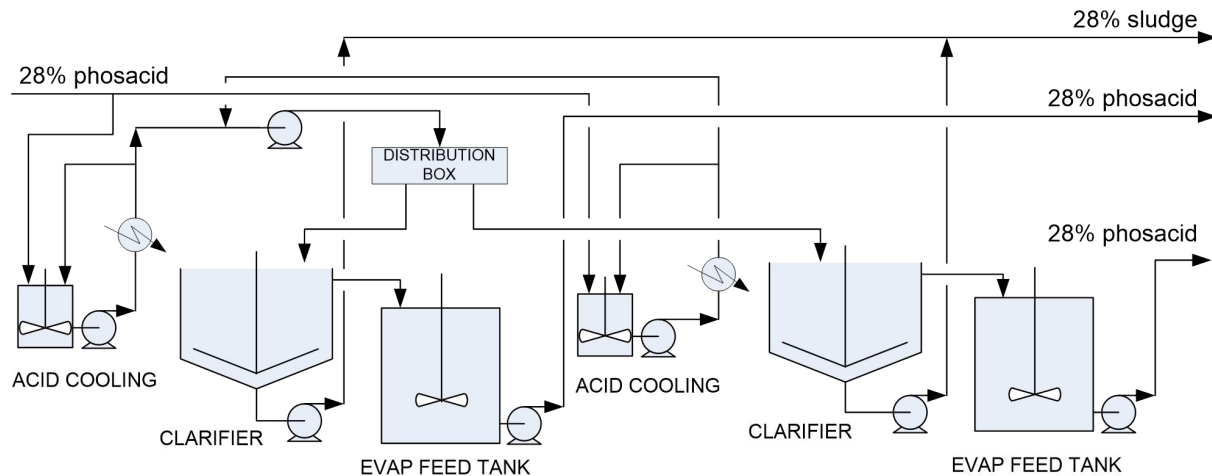 28% sludge
28% phosacid
28% phosacid
DISTRIBUTION
BOX
28% phosacid
ACID COOLING
ACID COOLING
CLARIFIER
CLARIFIER
EVAP FEED TANK
EVAP FEED TANK